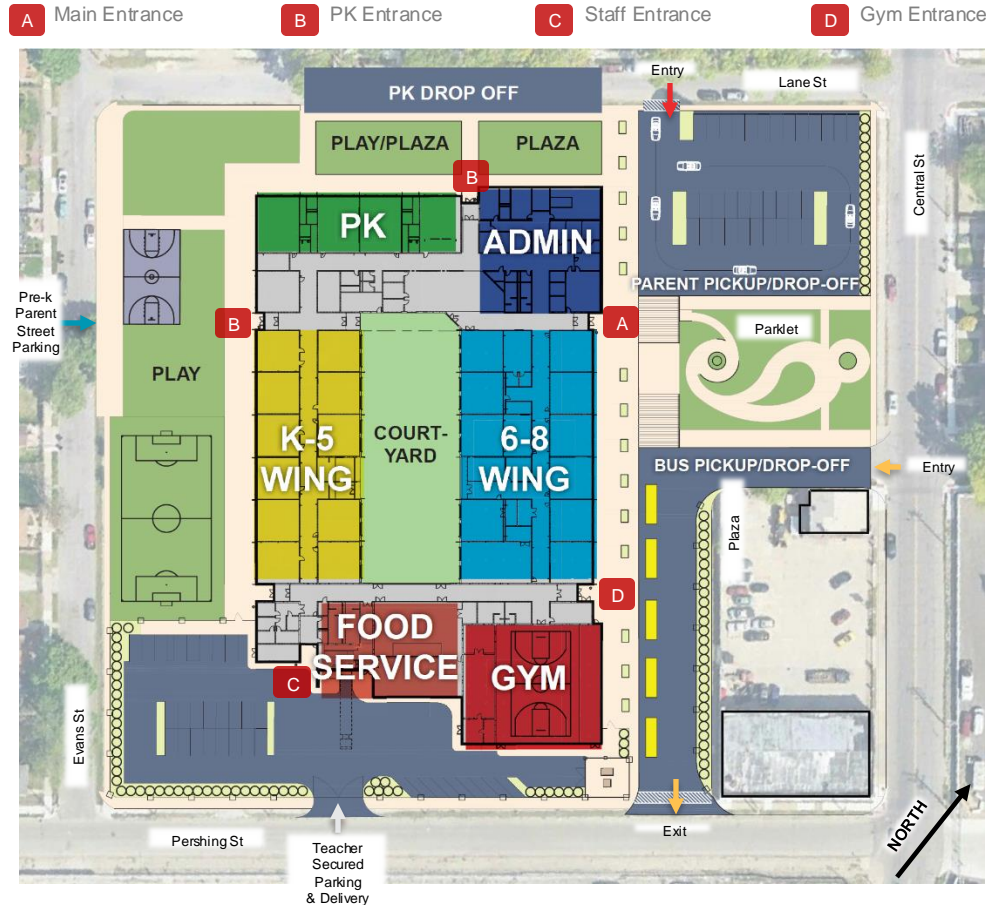 A Main Entrance
B PK Entrance
C Staff Entrance
D Gym Entrance
PK DROP OFF
Entry
Lane St
PLAY/PLAZA
PLAZA
B
PK
ADMIN
Central St
PARENT PICKUP/DROP-OFF
Pre-k
Parent
Street
Parking
B
A
Parklet
PLAY
K-5
WING
COURT-
YARD
6-8
WING
BUS PICKUP/DROP-OFF
Entry
Plaza
D
FOOD
SERVICE
GYM
C
Evans St
NORTH
Pershing St
Exit
Teacher
Secured
Parking
& Delivery